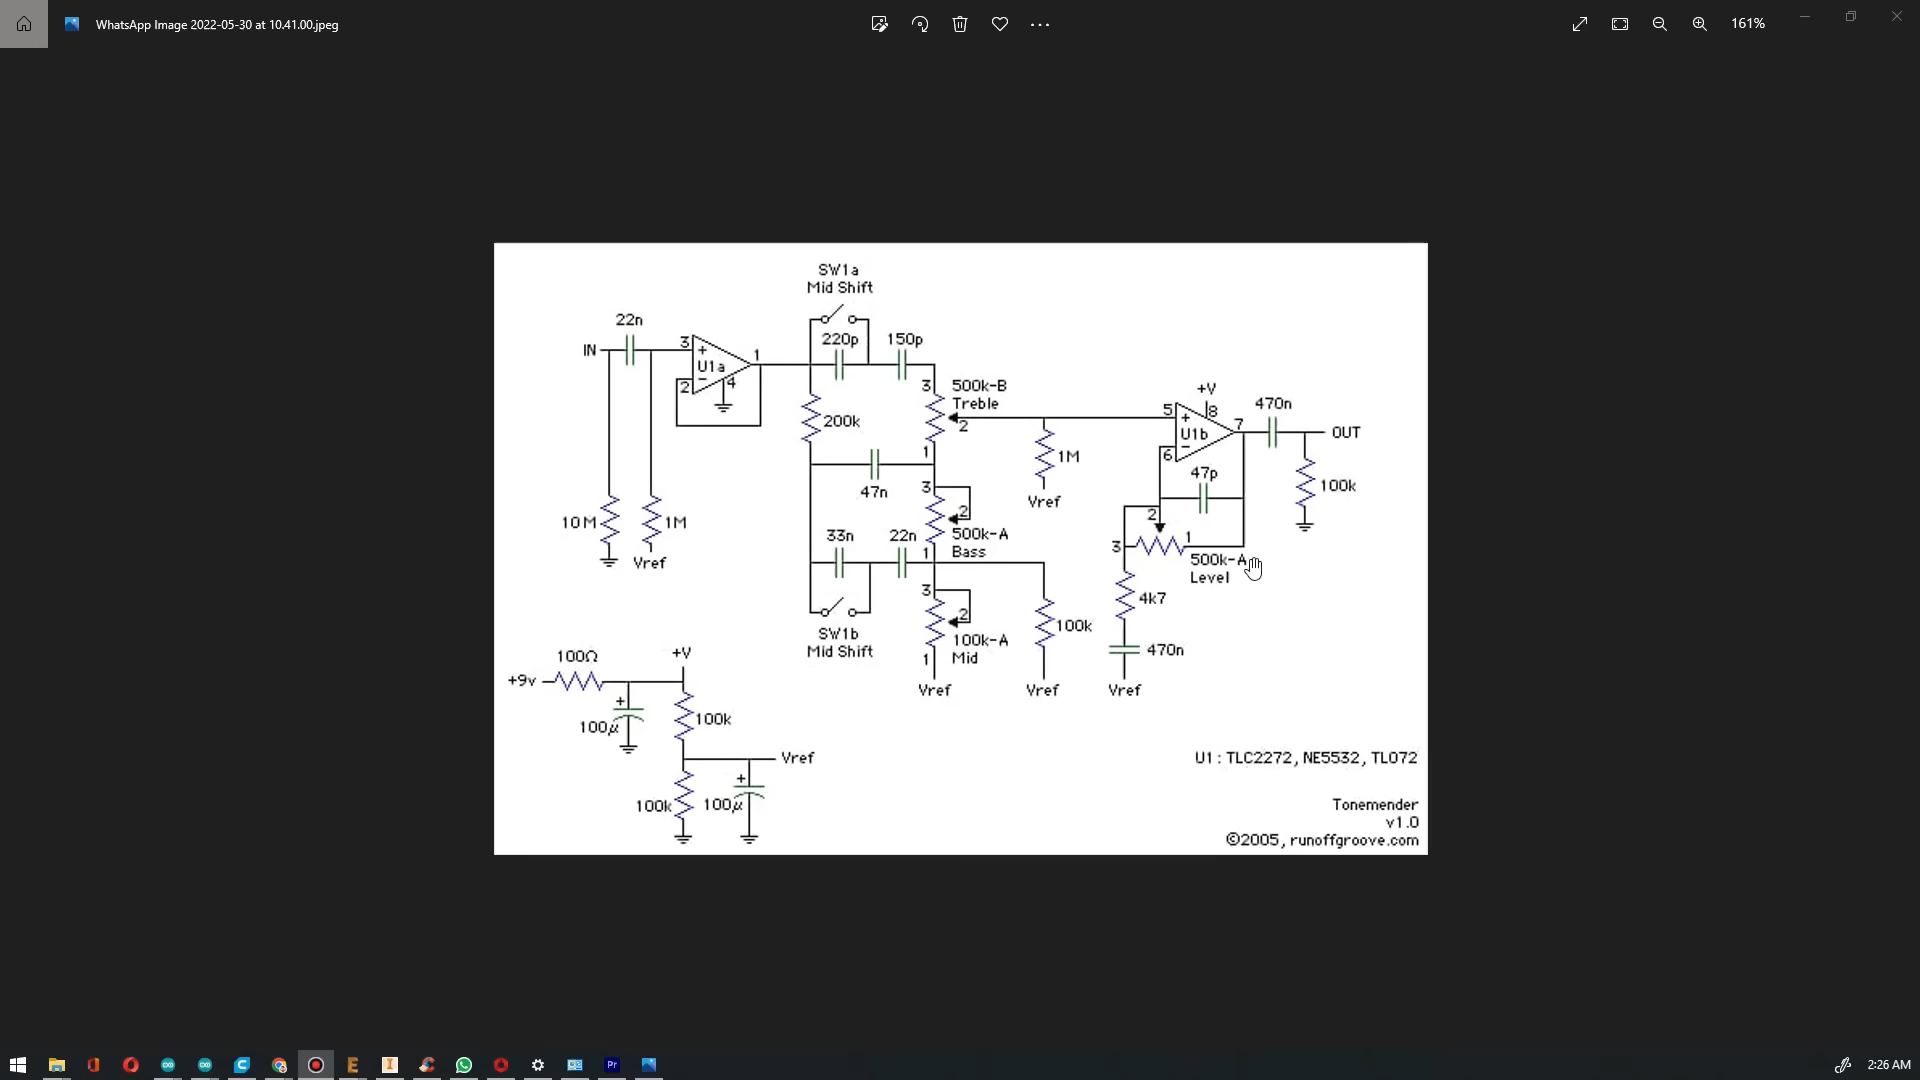 WhatsApp Image 2022-05-30 at 10.41.00.jpeg
161%
SW1a
Mid Shift
22n
220p
150p
IN
3
+
U1a
1
2
−
4
3
500k-B
Treble
2
200k
1
47n
3
2
500k-A
Bass
1
10M
1M
Vref
33n
22n
3
2
SW1b
Mid Shift
100k-A
Mid
1
Vref
1M
Vref
100k
Vref
+V
8
5
+
U1b
7
6
−
470n
OUT
47p
100k
2
3
1
500k-A
Level
4k7
470n
Vref
+9v
100Ω
+V
+
100µ
100k
Vref
100k
+
100µ
U1: TLC2272, NE5532, TL072
Tonemender
v1.0
©2005, runoffgroove.com
E
I
Pr
2:26 AM